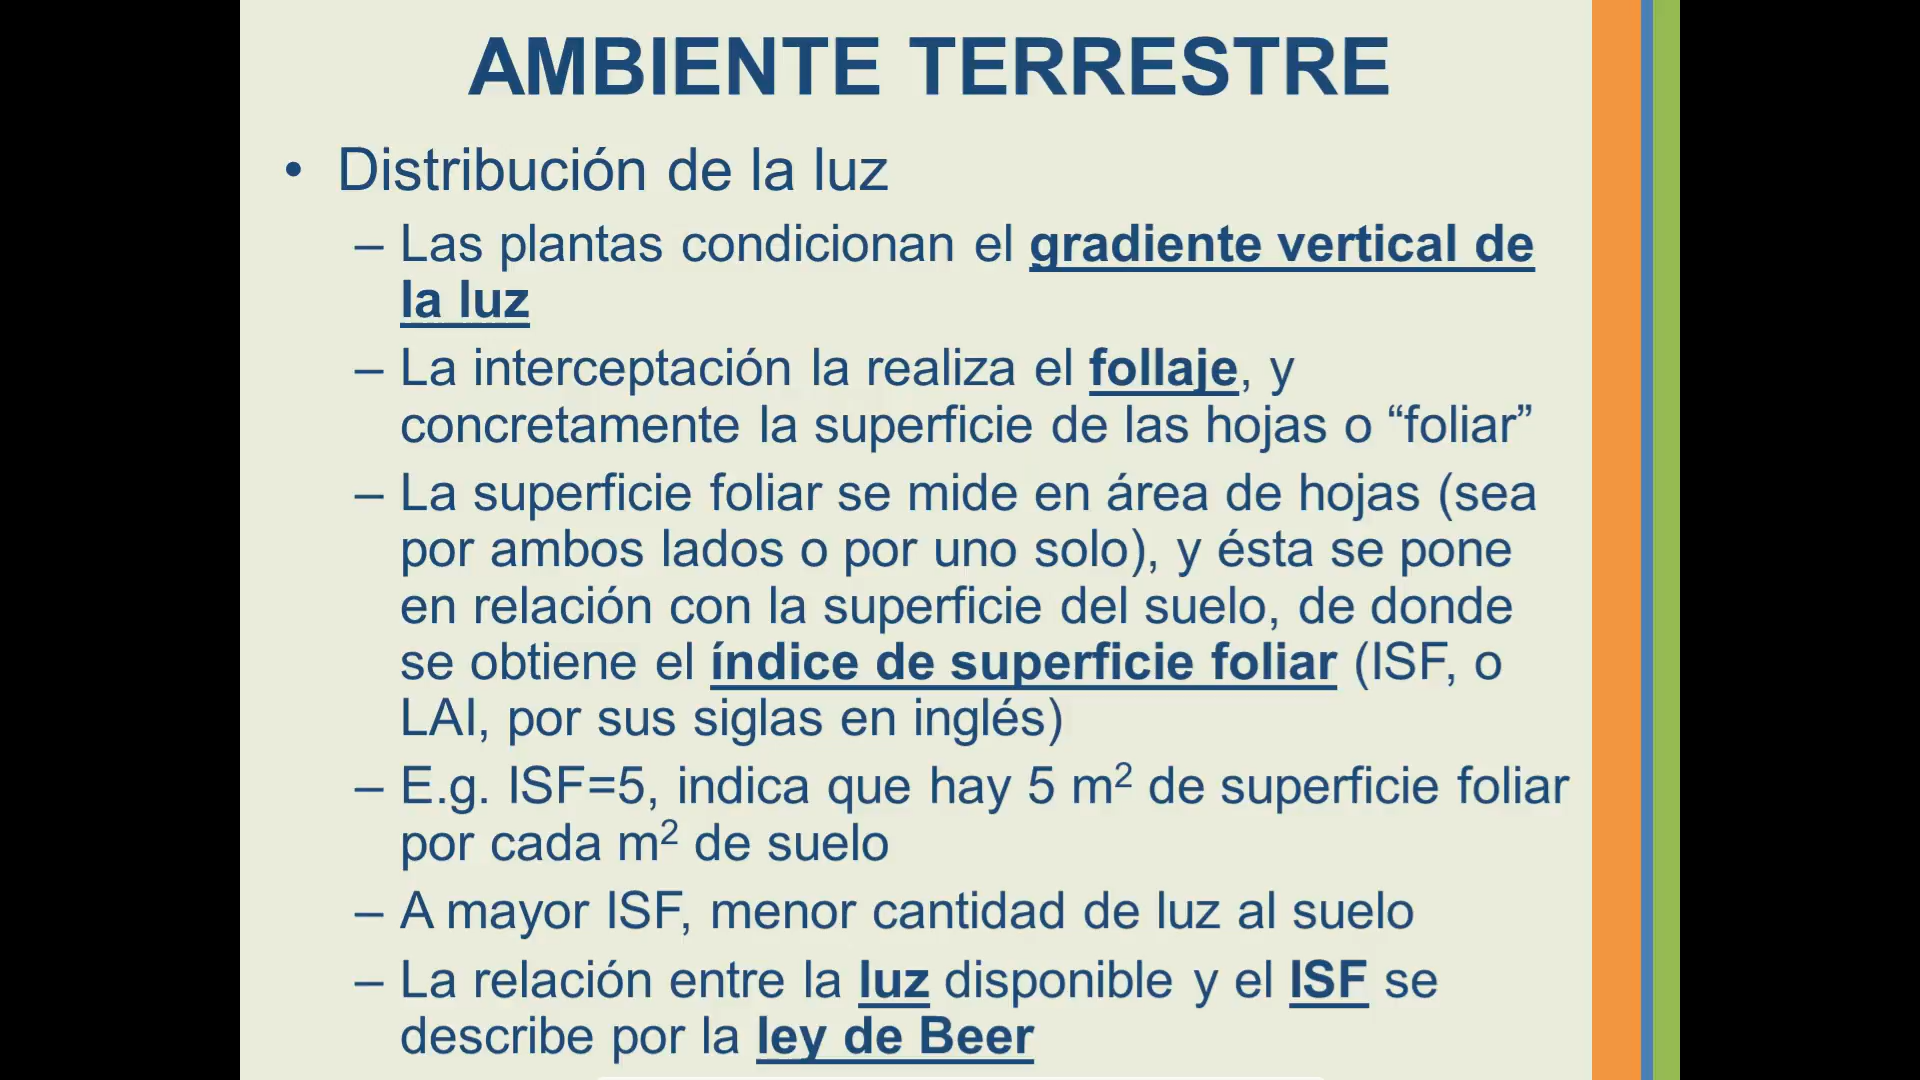 AMBIENTE TERRESTRE
• Distribución de la luz
– Las plantas condicionan el gradiente vertical de
la luz
– La interceptación la realiza el follaje, y
concretamente la superficie de las hojas o “foliar”
– La superficie foliar se mide en área de hojas (sea
por ambos lados o por uno solo), y ésta se pone
en relación con la superficie del suelo, de donde
se obtiene el índice de superficie foliar (ISF, o
LAI, por sus siglas en inglés)
– E.g. ISF=5, indica que hay 5 m² de superficie foliar
por cada m² de suelo
– A mayor ISF, menor cantidad de luz al suelo
– La relación entre la luz disponible y el ISF se
describe por la ley de Beer